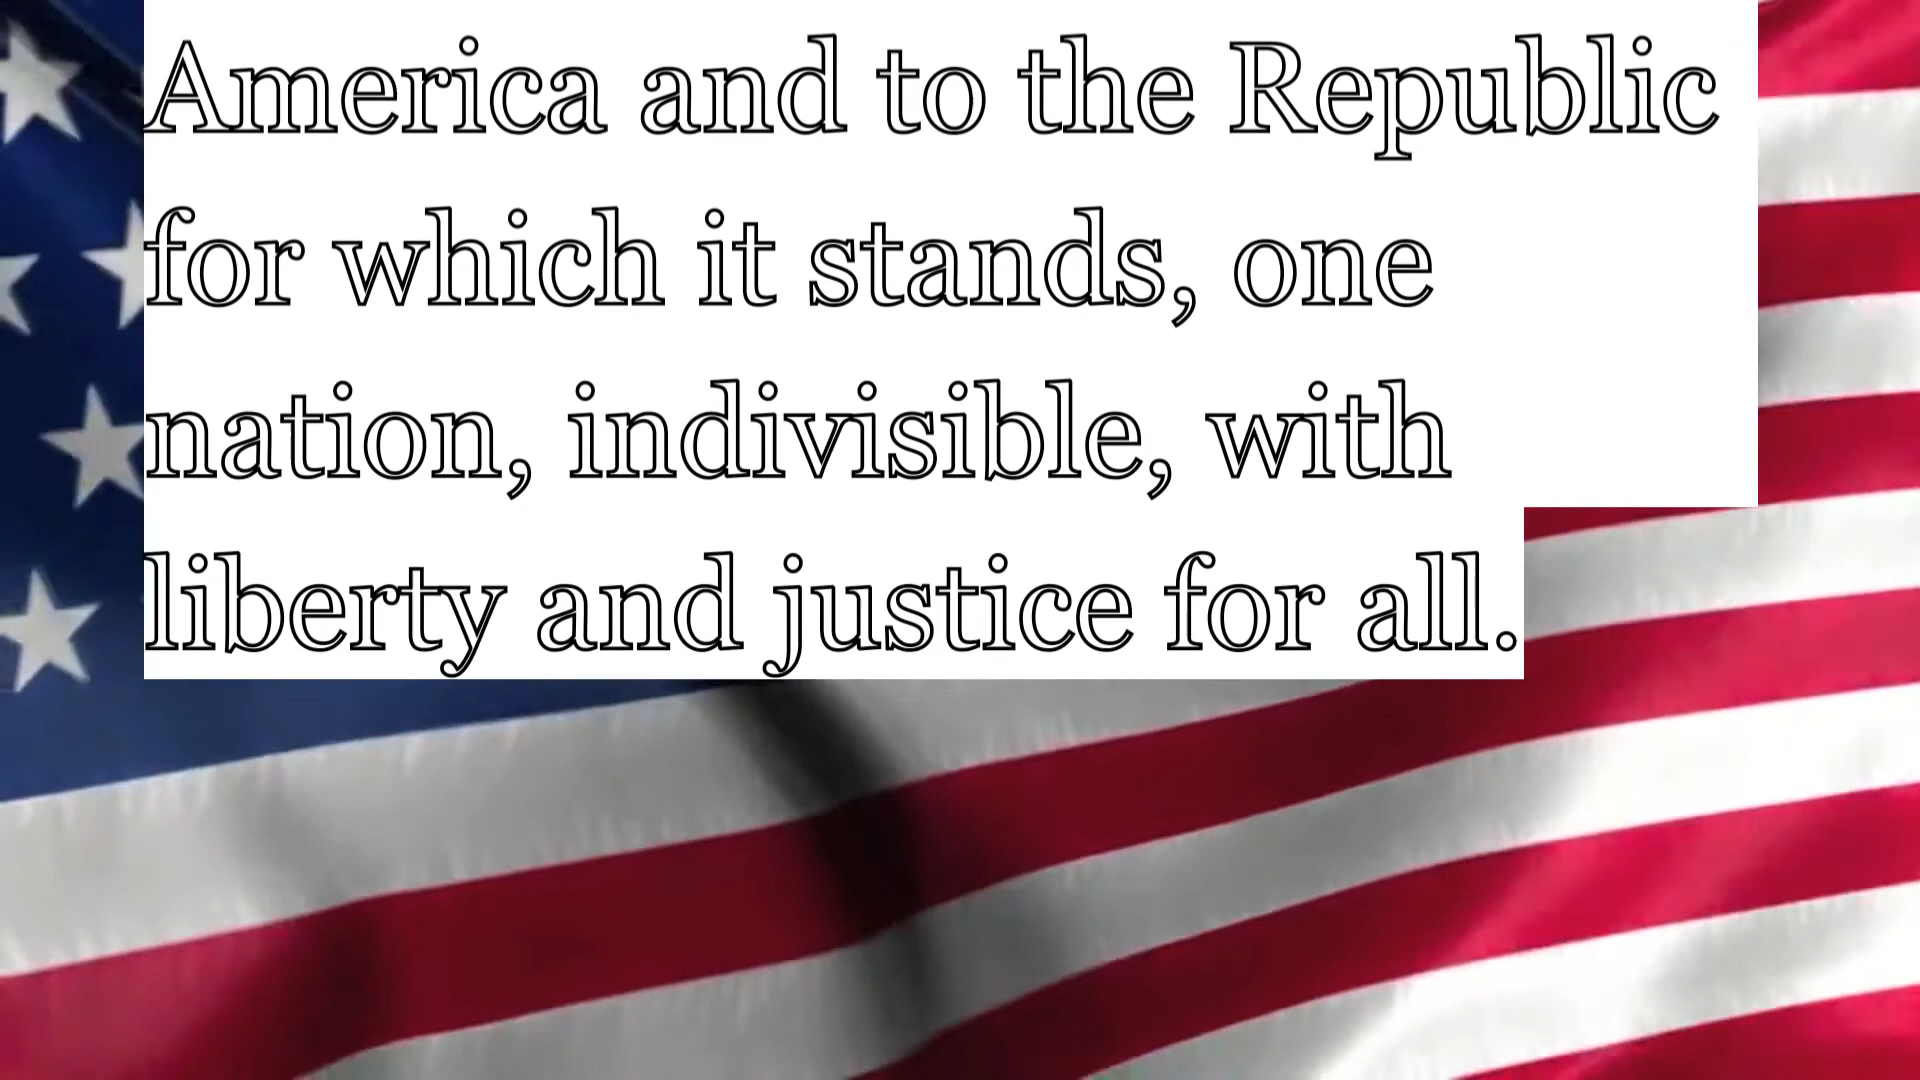 America and to the Republic
for which it stands, one
nation, indivisible, with
liberty and justice for all.